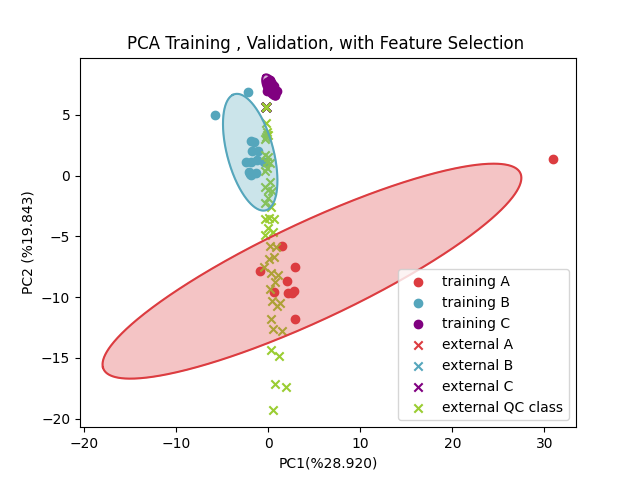 PCA Training , Validation, with Feature Selection
PC2 (%19.843)
5
0
−5
−10
−15
−20
−20
−10
0
10
20
30
PC1(%28.920)
training A
training B
training C
external A
external B
external C
external QC class